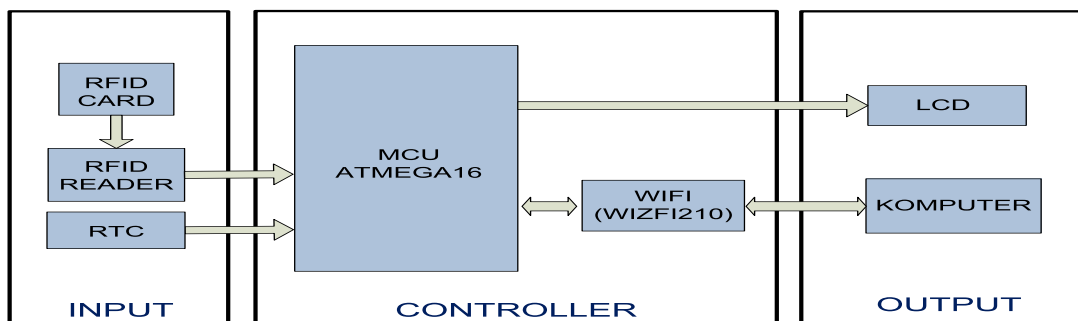 RFID
CARD
RFID
READER
RTC
INPUT
MCU
ATMEGA16
WIFI
(WIZFI210)
CONTROLLER
LCD
KOMPUTER
OUTPUT